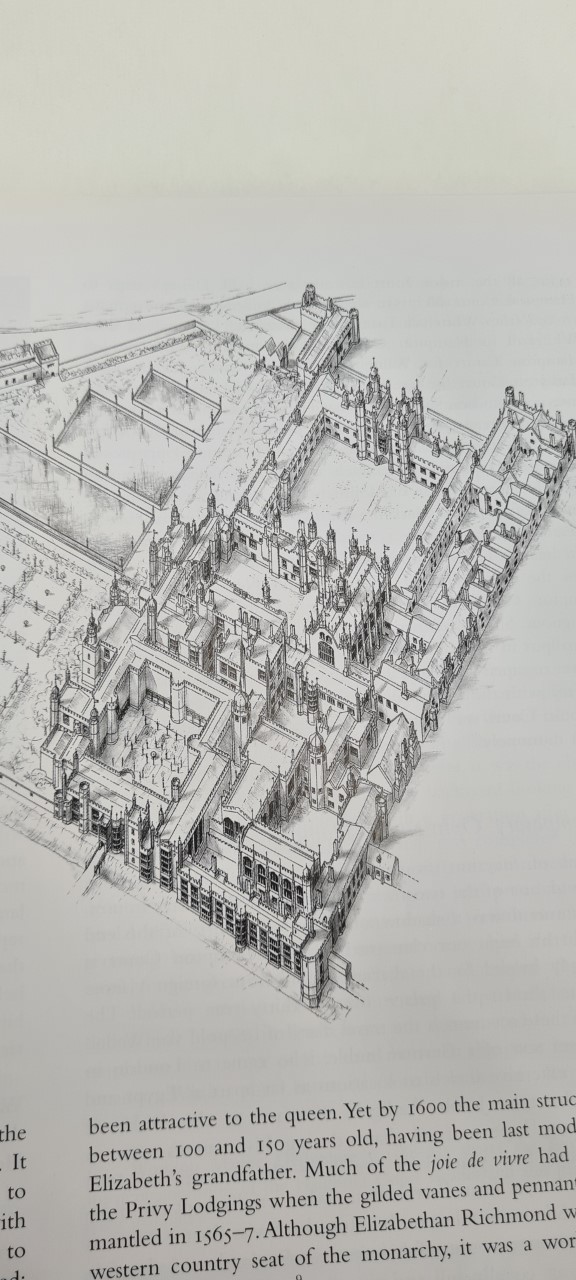 the
. It
to
ith
to
been attractive to the queen. Yet by 1600 the main struc
between 100 and 150 years old, having been last mod
Elizabeth's grandfather. Much of the joie de vivre had
the Privy Lodgings when the gilded vanes and pennan
mantled in 1565–7. Although Elizabethan Richmond w
western country seat of the monarchy, it was a wor